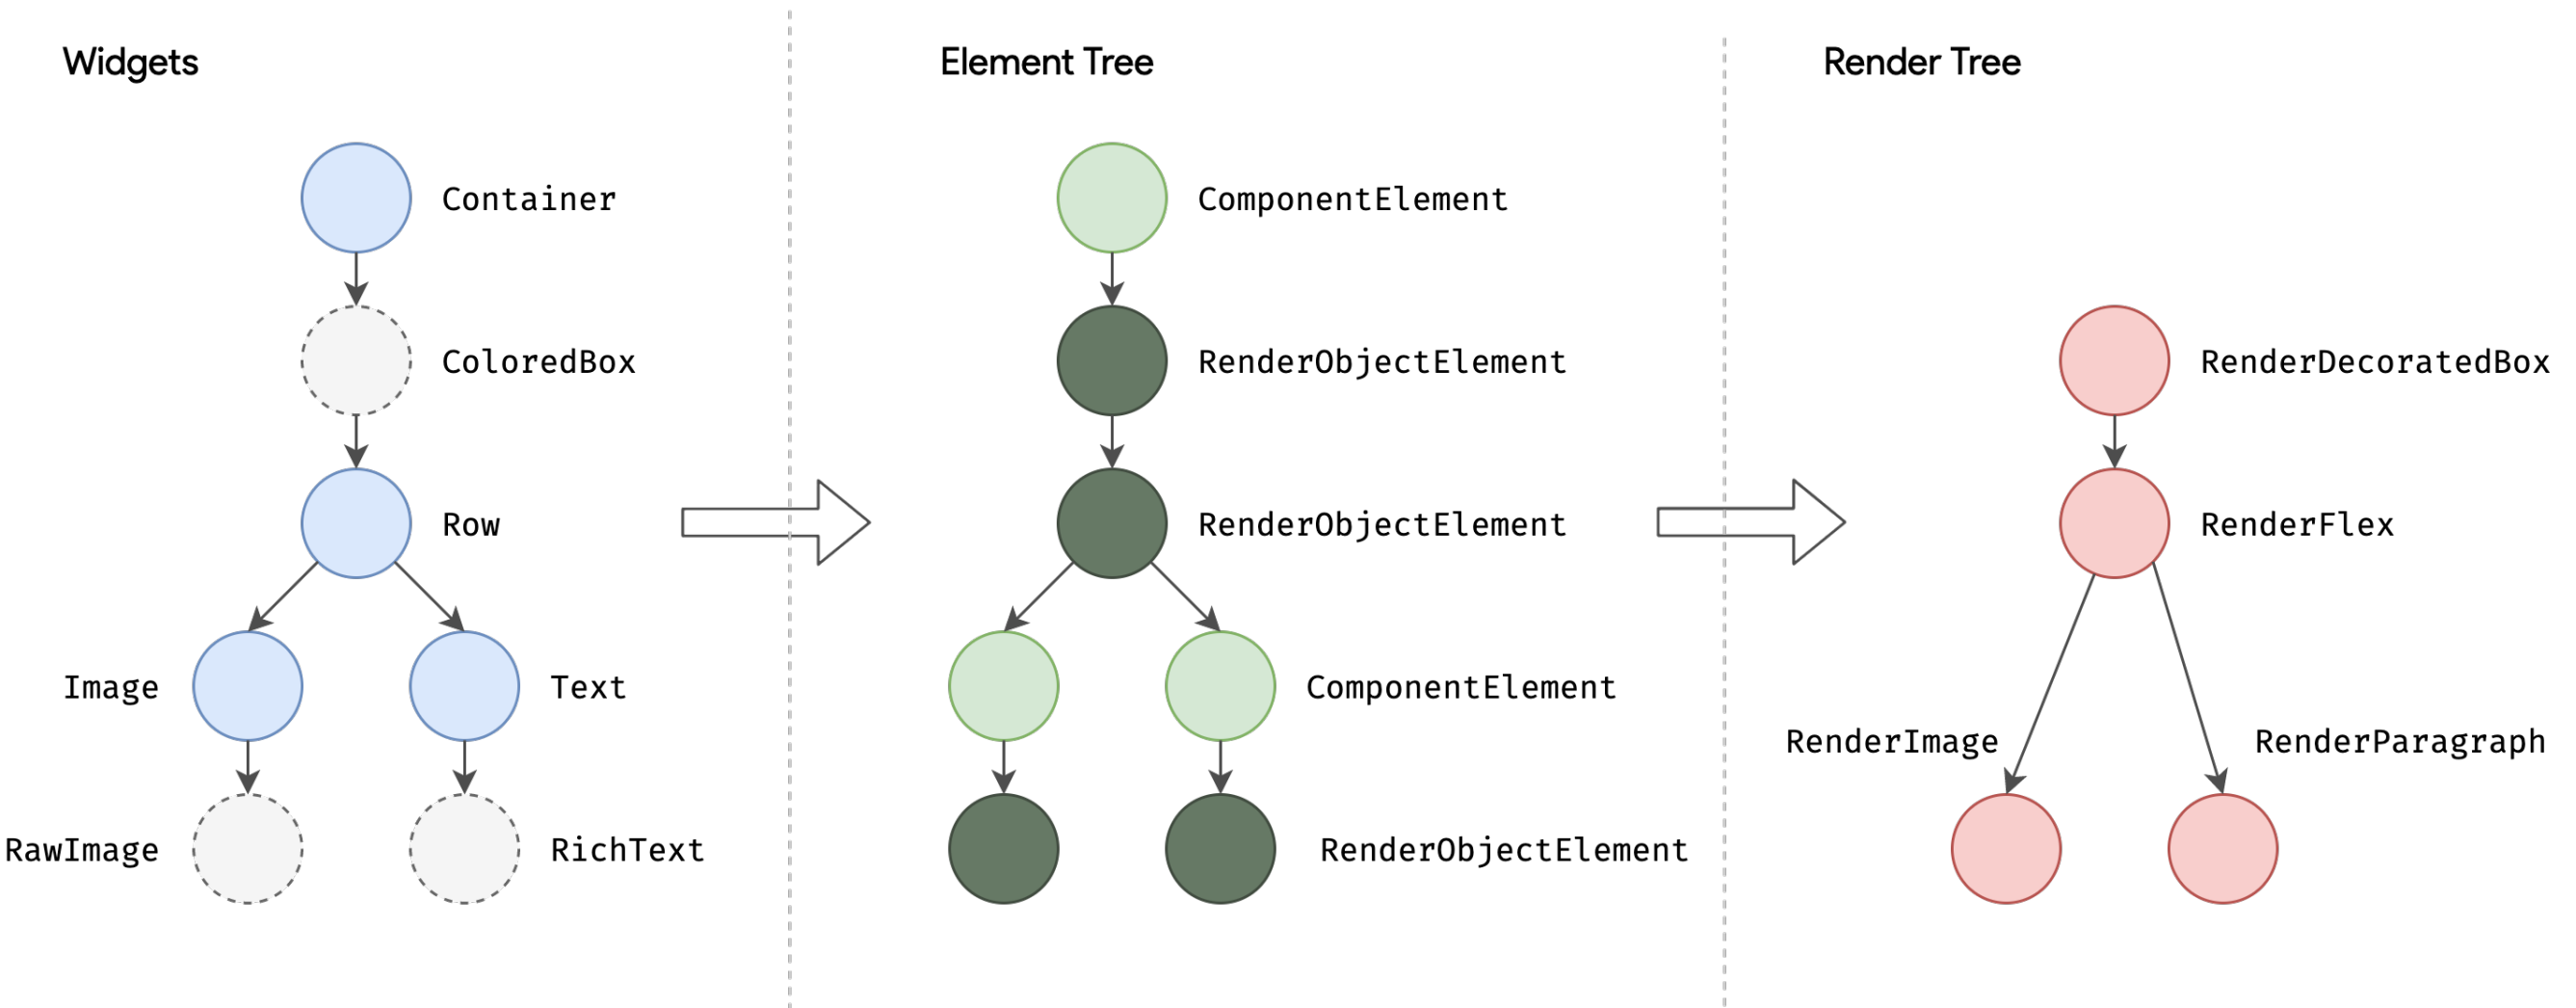 Widgets
Container
ColoredBox
Row
Image
Text
RawImage
RichText
Element Tree
ComponentElement
RenderObjectElement
RenderObjectElement
ComponentElement
RenderObjectElement
Render Tree
RenderDecoratedBox
RenderFlex
RenderImage
RenderParagraph